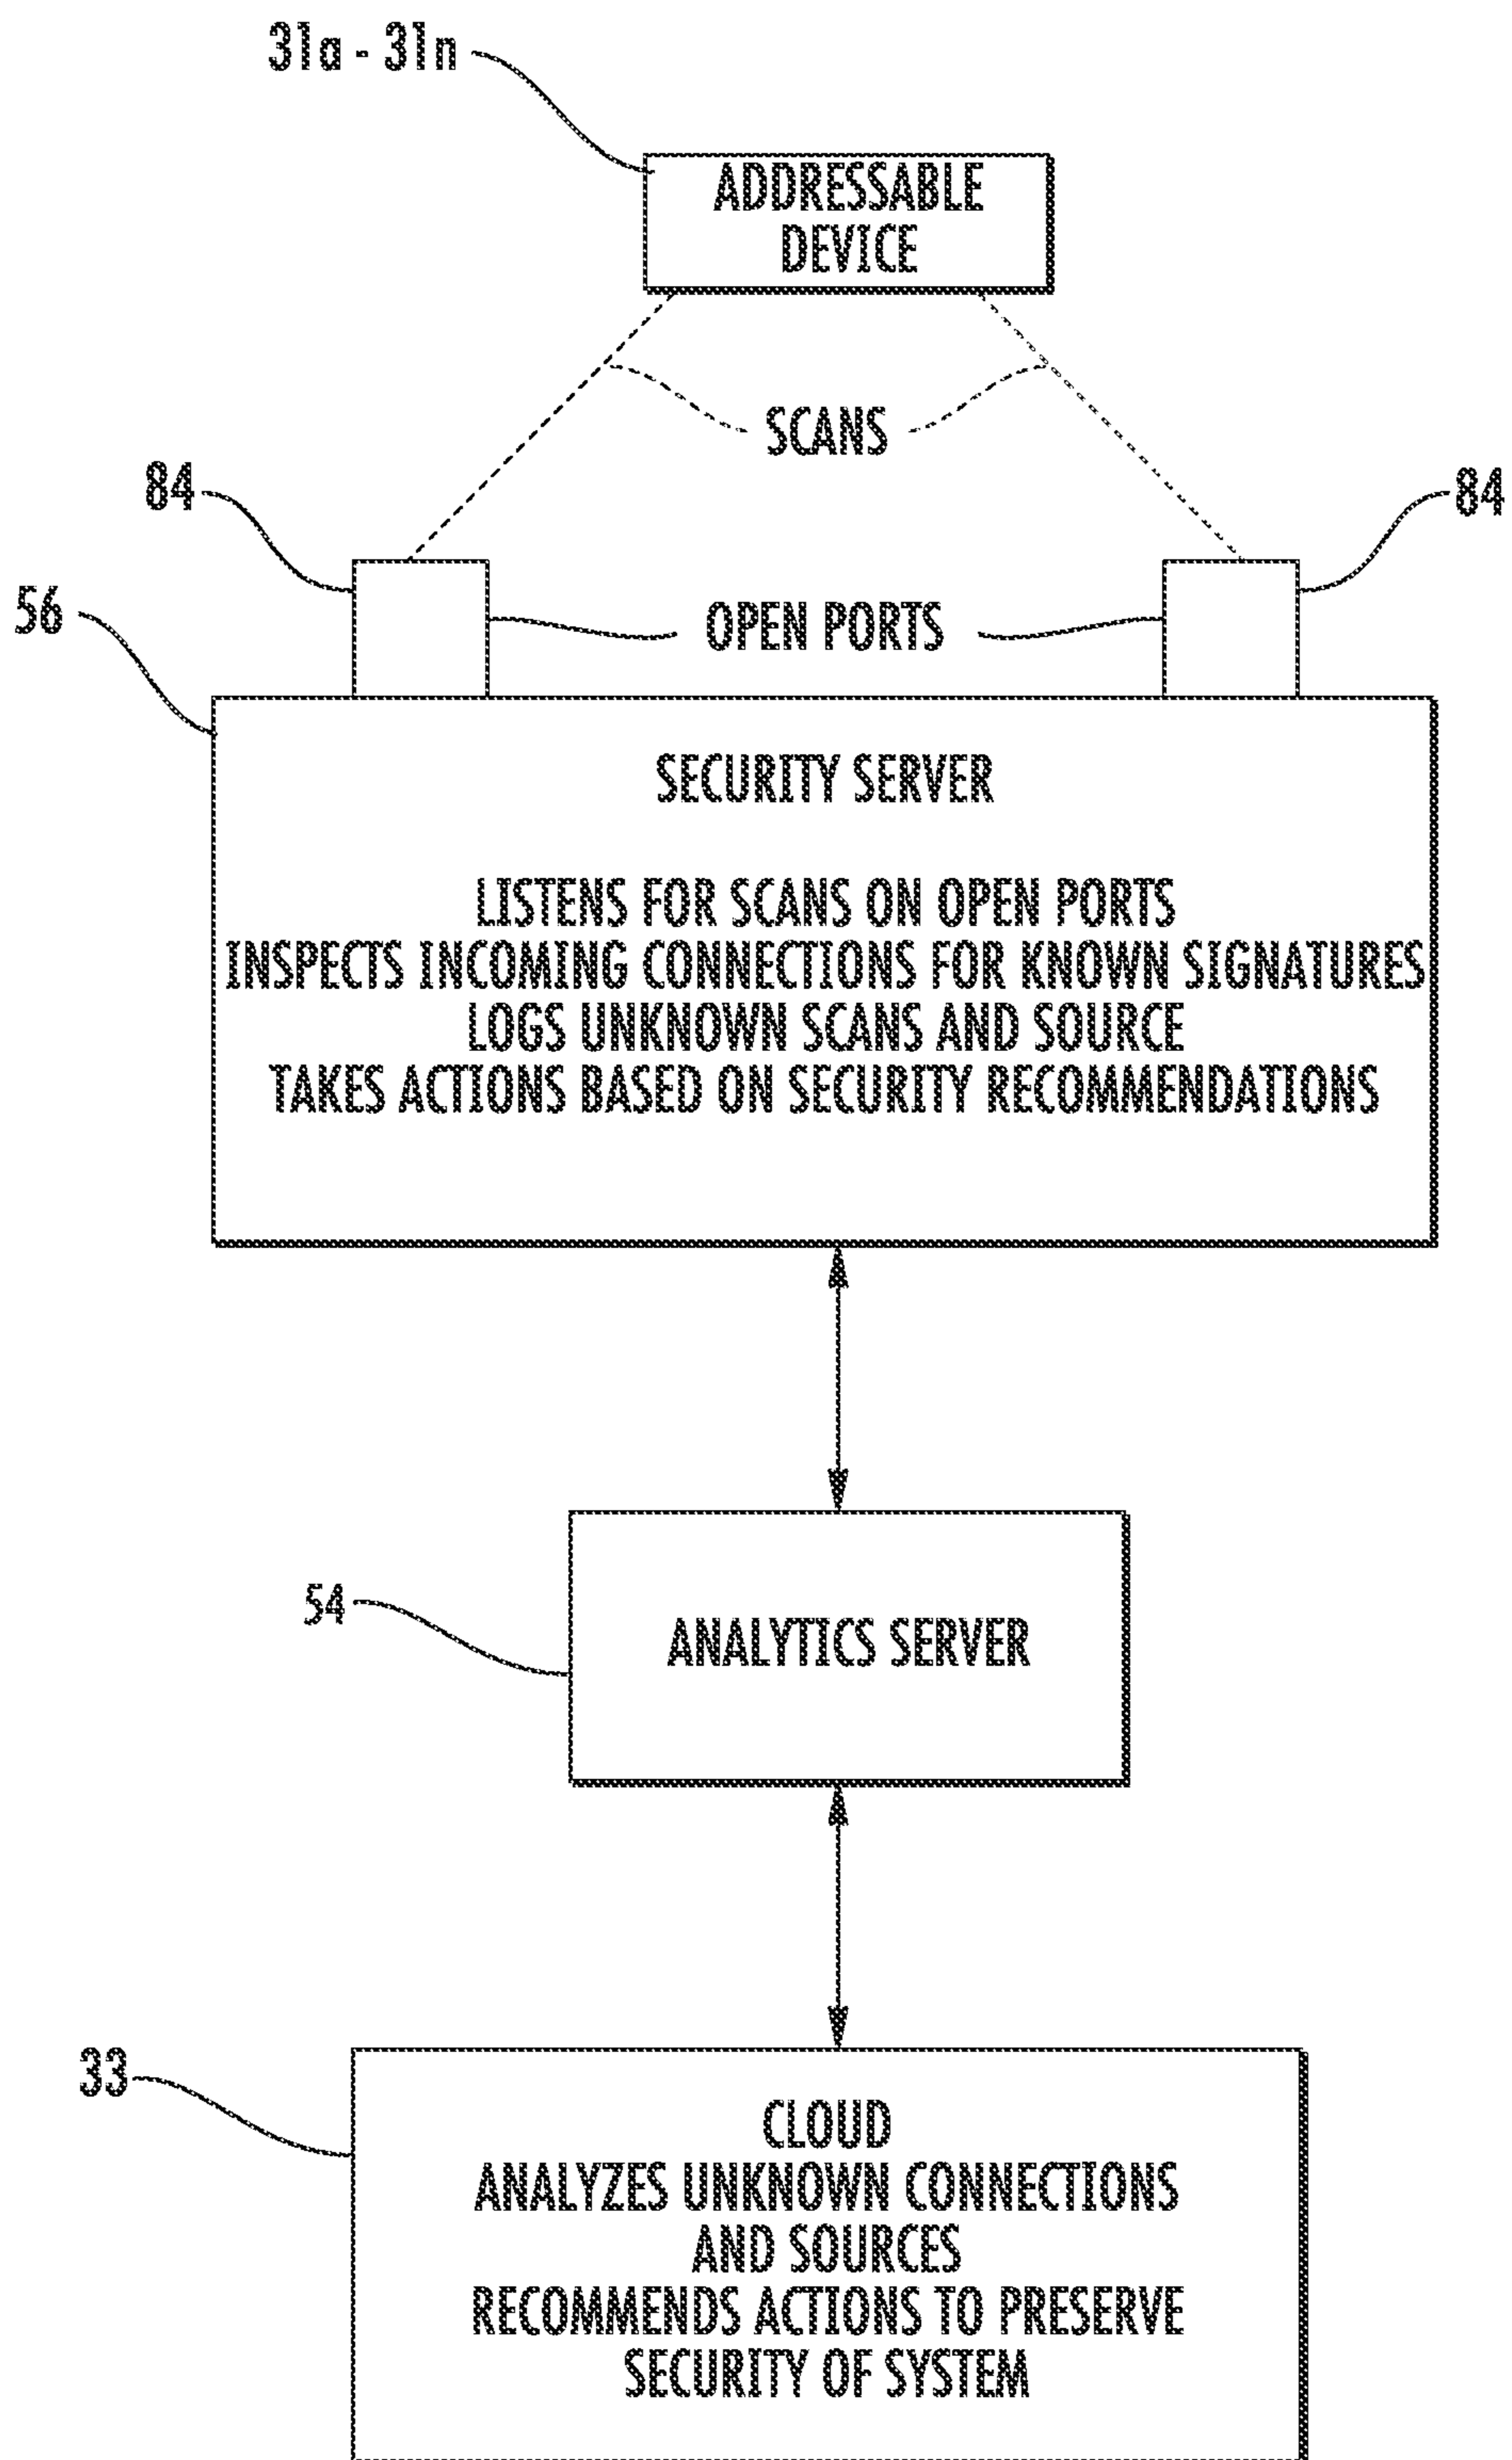 31a - 31n
ADDRESSABLE
DEVICE
SCANS
84
84
56
OPEN PORTS
SECURITY SERVER
LISTENS FOR SCANS ON OPEN PORTS
INSPECTS INCOMING CONNECTIONS FOR KNOWN SIGNATURES
LOGS UNKNOWN SCANS AND SOURCE
TAKES ACTIONS BASED ON SECURITY RECOMMENDATIONS
54
ANALYTICS SERVER
33
CLOUD
ANALYZES UNKNOWN CONNECTIONS
AND SOURCES
RECOMMENDS ACTIONS TO PRESERVE
SECURITY OF SYSTEM